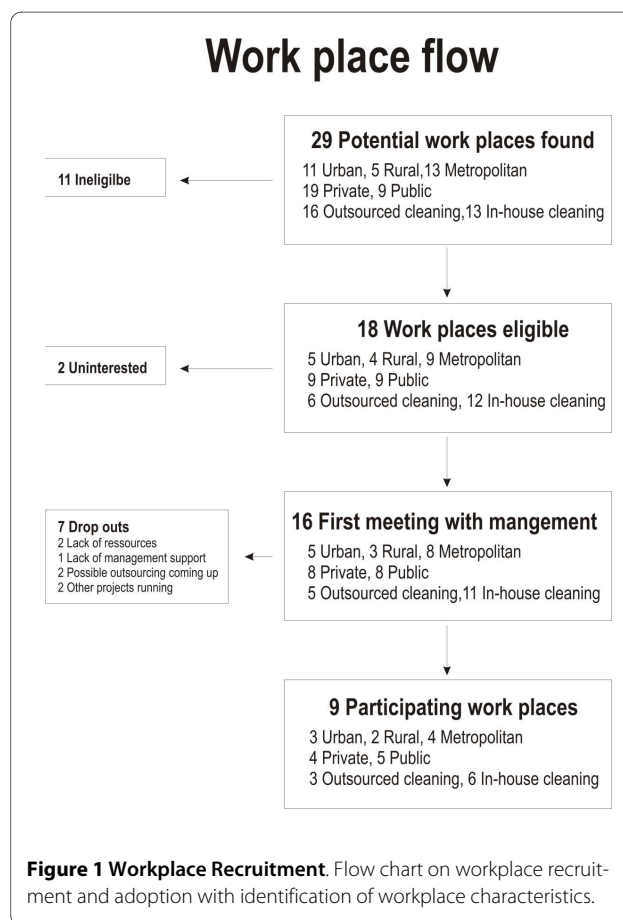 Work place flow
29 Potential work places found
11 Urban, 5 Rural,13 Metropolitan
19 Private, 9 Public
16 Outsourced cleaning,13 In-house cleaning
11 Ineligilbe
18 Work places eligible
5 Urban, 4 Rural, 9 Metropolitan
9 Private, 9 Public
6 Outsourced cleaning, 12 In-house cleaning
2 Uninterested
16 First meeting with mangement
5 Urban, 3 Rural, 8 Metropolitan
8 Private, 8 Public
5 Outsourced cleaning,11 In-house cleaning
7 Drop outs
2 Lack of ressources
1 Lack of management support
2 Possible outsourcing coming up
2 Other projects running
9 Participating work places
3 Urban, 2 Rural, 4 Metropolitan
4 Private, 5 Public
3 Outsourced cleaning, 6 In-house cleaning
Figure 1 Workplace Recruitment. Flow chart on workplace recruit-
ment and adoption with identification of workplace characteristics.